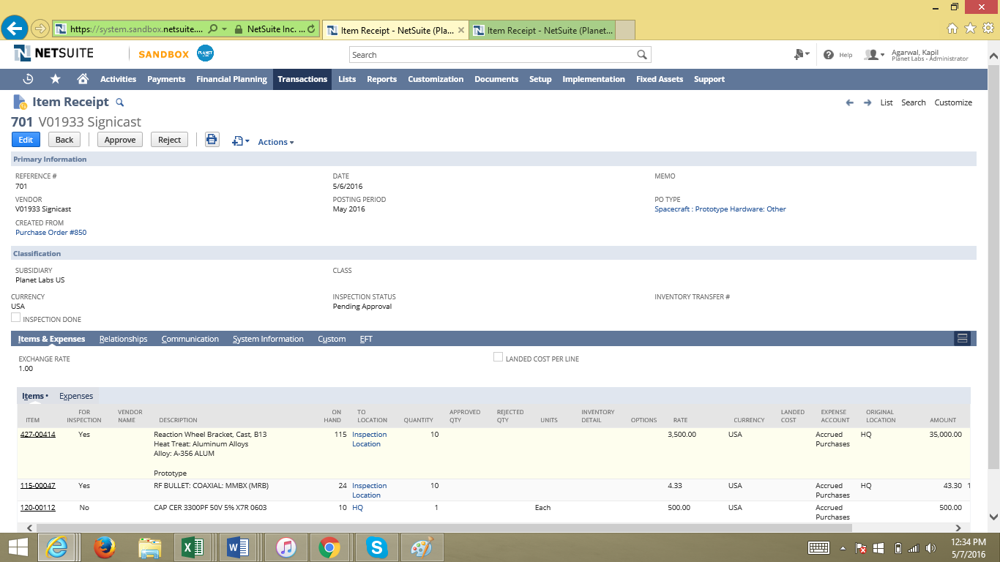 https://system.sandbox.netsuite....
NetSuite Inc. ...
Item Receipt - NetSuite (Pla...
Item Receipt - NetSuite (Planet...
NETSUITE
SANDBOX
PLANET
Search
Help
Agarwal, Kapil
Planet Labs - Administrator
Activities Payments Financial Planning Transactions Lists Reports Customization Documents Setup Implementation Fixed Assets Support
Item Receipt
List Search Customize
701 V01933 Signicast
Edit Back Approve Reject Actions
Primary Information
REFERENCE # DATE MEMO
701 5/6/2016
VENDOR POSTING PERIOD PO TYPE
V01933 Signicast May 2016 Spacecraft : Prototype Hardware: Other
CREATED FROM
Purchase Order #850
Classification
SUBSIDIARY CLASS
Planet Labs US
CURRENCY INSPECTION STATUS INVENTORY TRANSFER #
USA Pending Approval
INSPECTION DONE
Items & Expenses Relationships Communication System Information Custom EFT
EXCHANGE RATE LANDED COST PER LINE
1.00
Items • Expenses
ITEM FOR INSPECTION VENDOR NAME DESCRIPTION ON HAND TO LOCATION QUANTITY APPROVED QTY REJECTED QTY UNITS INVENTORY DETAIL OPTIONS RATE CURRENCY LANDED COST EXPENSE ACCOUNT ORIGINAL LOCATION AMOUNT
427-00414 Yes Reaction Wheel Bracket, Cast, B13 115 Inspection 10 3,500.00 USA Accrued HQ 35,000.00
Heat Treat: Aluminum Alloys Location Purchases
Alloy: A-356 ALUM
Prototype
115-00047 Yes RF BULLET: COAXIAL: MMBX (MRB) 24 Inspection 10 4.33 USA Accrued HQ 43.30 1
Location Purchases
120-00112 No CAP CER 3300PF 50V 5% X7R 0603 10 HQ 1 Each 500.00 USA Accrued 500.00
Purchases
12:34 PM
5/7/2016